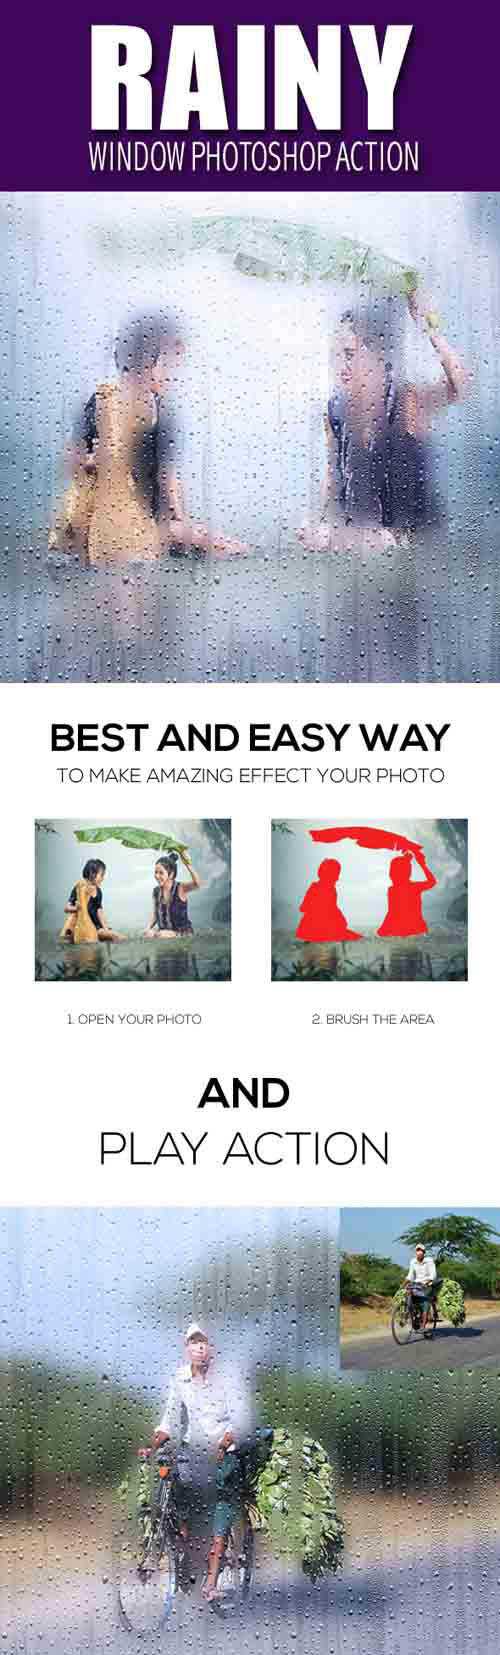 RAINY
WINDOW PHOTOSHOP ACTION
BEST AND EASY WAY
TO MAKE AMAZING EFFECT YOUR PHOTO
1. OPEN YOUR PHOTO
2. BRUSH THE AREA
AND
PLAY ACTION